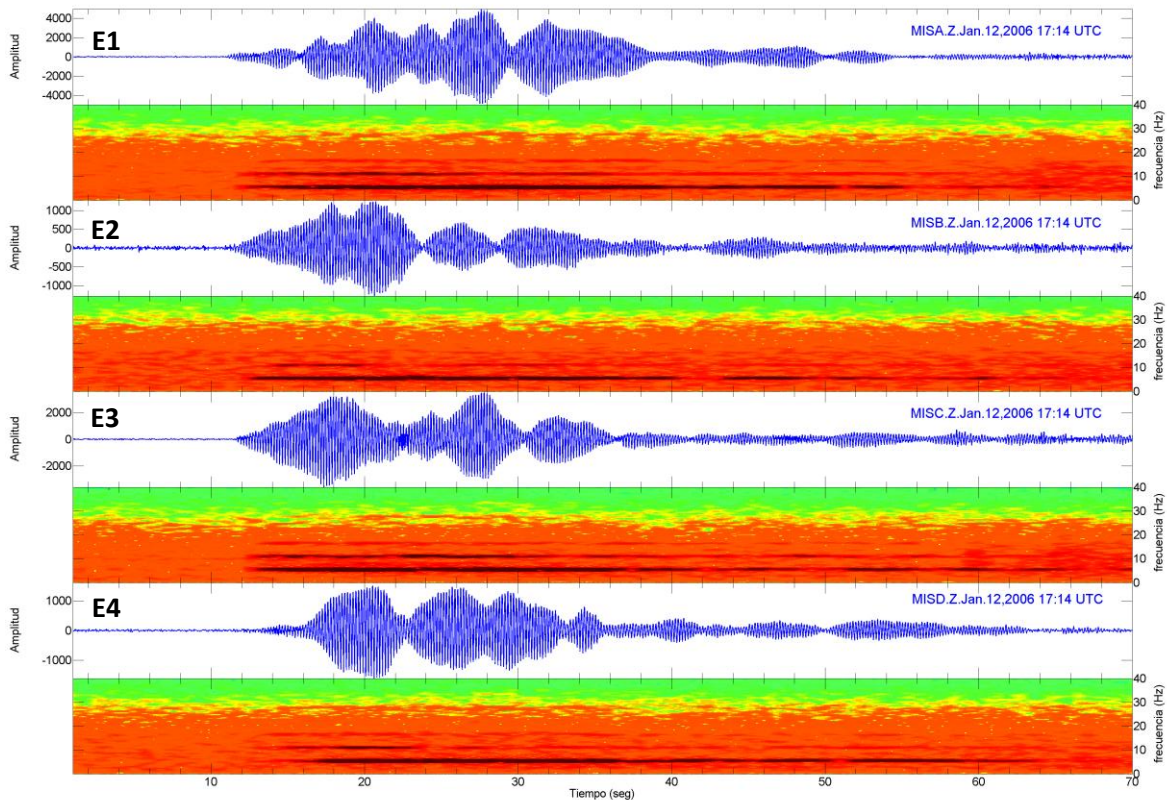 E1
MISA.Z.Jan.12,2006 17:14 UTC
Amplitud
4000
2000
0
-2000
-4000
40
30
20
10
0
frecuencia (Hz)
E2
MISB.Z.Jan.12,2006 17:14 UTC
Amplitud
1000
500
0
-500
-1000
40
30
20
10
0
frecuencia (Hz)
E3
MISC.Z.Jan.12,2006 17:14 UTC
Amplitud
2000
0
-2000
40
30
20
10
0
frecuencia (Hz)
E4
MISD.Z.Jan.12,2006 17:14 UTC
Amplitud
1000
0
-1000
40
30
20
10
0
frecuencia (Hz)
10 20 30 40 50 60 70
Tiempo (seg)